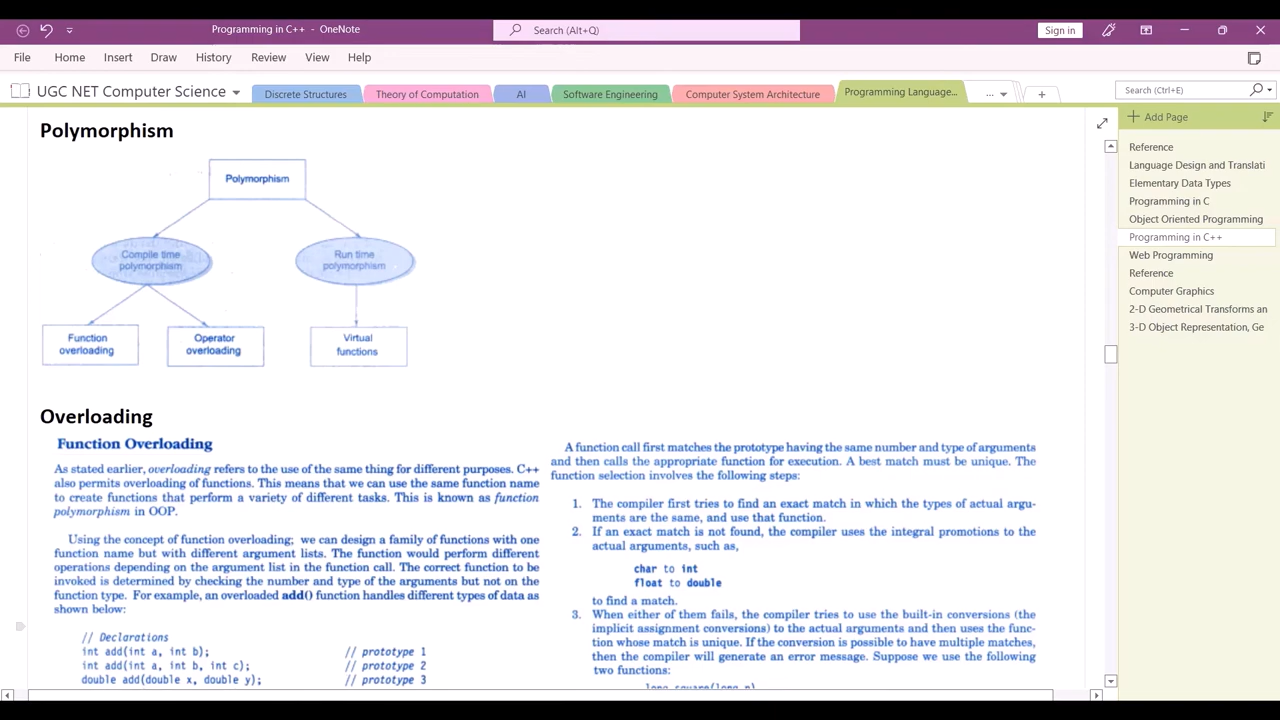 Programming in C++ - OneNote
Search (Alt+Q)
Sign in
File Home Insert Draw History Review View Help
UGC NET Computer Science
Discrete Structures
Theory of Computation
AI
Software Engineering
Computer System Architecture
Programming Language...
...
Search (Ctrl+E)
Add Page
Reference
Language Design and Translati
Elementary Data Types
Programming in C
Object Oriented Programming
Programming in C++
Web Programming
Reference
Computer Graphics
2-D Geometrical Transforms an
3-D Object Representation, Ge
Polymorphism
Polymorphism
Compile time
polymorphism
Run time
polymorphism
Function
overloading
Operator
overloading
Virtual
functions
Overloading
Function Overloading
As stated earlier, overloading refers to the use of the same thing for different purposes. C++
also permits overloading of functions. This means that we can use the same function name
to create functions that perform a variety of different tasks. This is known as function
polymorphism in OOP.
Using the concept of function overloading; we can design a family of functions with one
function name but with different argument lists. The function would perform different
operations depending on the argument list in the function call. The correct function to be
invoked is determined by checking the number and type of the arguments but not on the
function type. For example, an overloaded add() function handles different types of data as
shown below:
// Declarations
int add(int a, int b); // prototype 1
int add(int a, int b, int c); // prototype 2
double add(double x, double y); // prototype 3
A function call first matches the prototype having the same number and type of arguments
and then calls the appropriate function for execution. A best match must be unique. The
function selection involves the following steps:
1. The compiler first tries to find an exact match in which the types of actual argu-
ments are the same, and use that function.
2. If an exact match is not found, the compiler uses the integral promotions to the
actual arguments, such as,
char to int
float to double
to find a match.
3. When either of them fails, the compiler tries to use the built-in conversions (the
implicit assignment conversions) to the actual arguments and then uses the func-
tion whose match is unique. If the conversion is possible to have multiple matches,
then the compiler will generate an error message. Suppose we use the following
two functions:
long square(long n)